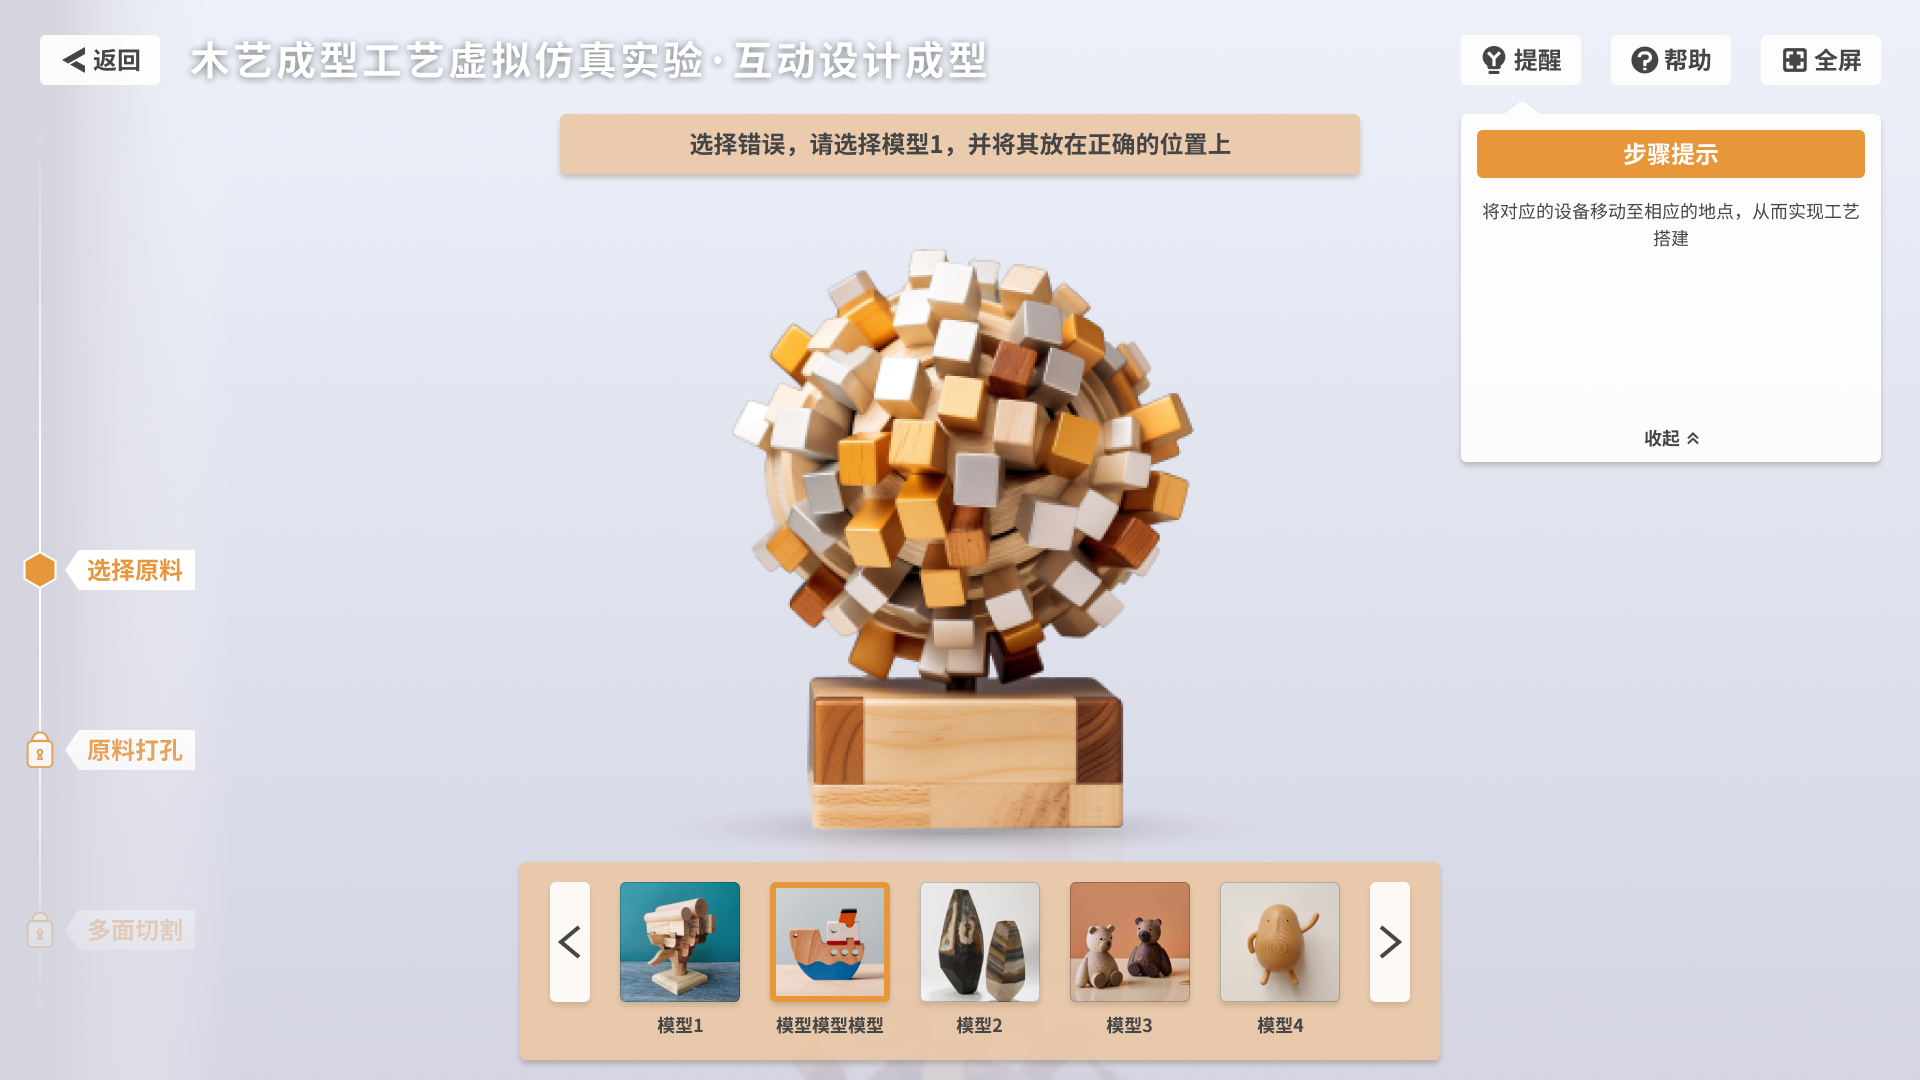 返回
木艺成型工艺虚拟仿真实验·互动设计成型
提醒
帮助
全屏
选择错误，请选择模型1，并将其放在正确的位置上
步骤提示
将对应的设备移动至相应的地点，从而实现工艺
搭建
收起
选择原料
原料打孔
多面切割
模型1
模型模型模型
模型2
模型3
模型4